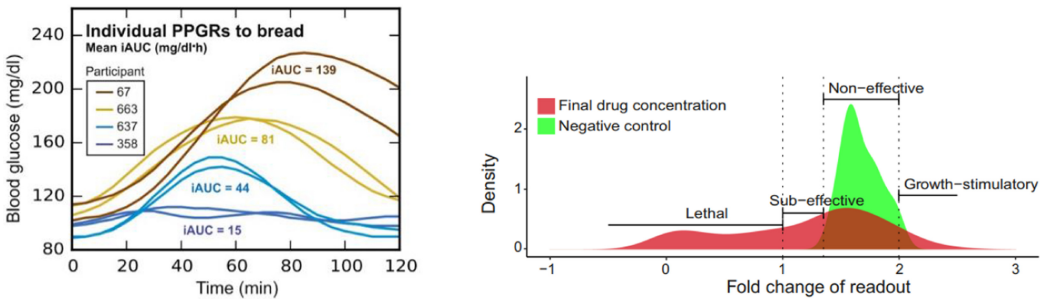 Individual PPGRs to bread
Mean iAUC (mg/dl•h)
Participant
67
663
637
358
iAUC = 139
iAUC = 81
iAUC = 44
iAUC = 15
Blood glucose (mg/dl)
240
200
160
120
80
0 20 40 60 80 100 120
Time (min)
Final drug concentration
Negative control
Non−effective
Growth−stimulatory
Sub−effective
Lethal
Density
2
1
0
−1 0 1 2 3
Fold change of readout